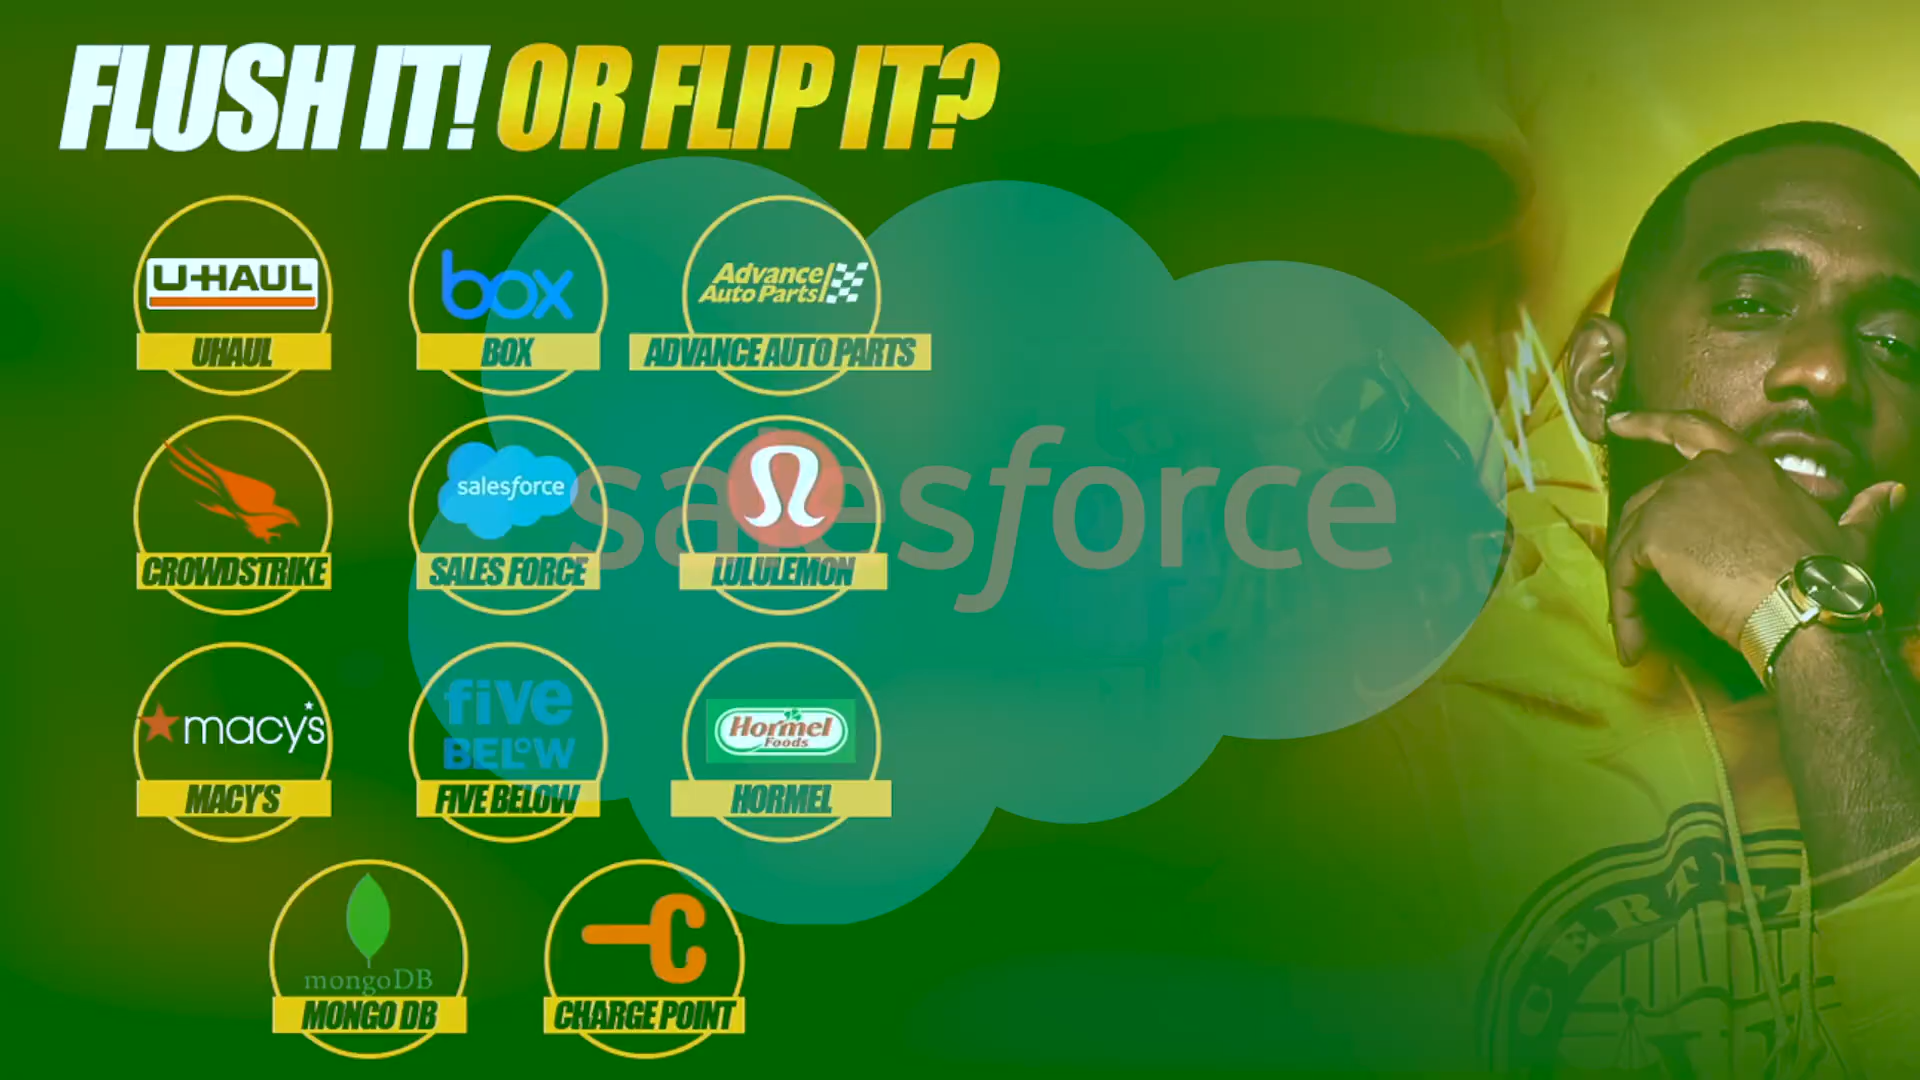 FLUSH IT! OR FLIP IT?
U-HAUL
UHAUL
box
BOX
Advance
Auto Parts
ADVANCE AUTO PARTS
CROWDSTRIKE
salesforce
SALES FORCE
LULULEMON
salesforce
macy's
MACY'S
five
BELOW
FIVE BELOW
Hormel
Foods
HORMEL
mongoDB
MONGO DB
C
CHARGE POINT